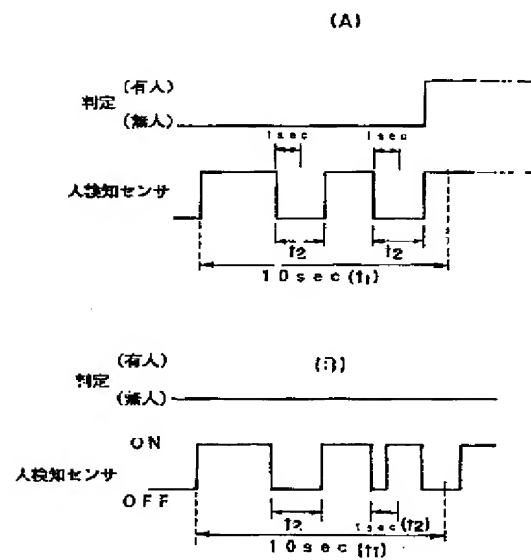 (A)
判定 (有人)
(無人)
1sec 1sec
人検知センサ
t2 t2
10sec(t1)
(B)
判定 (有人)
(無人)
ON
人検知センサ
OFF
t2 1sec(t2)
10sec(t1)